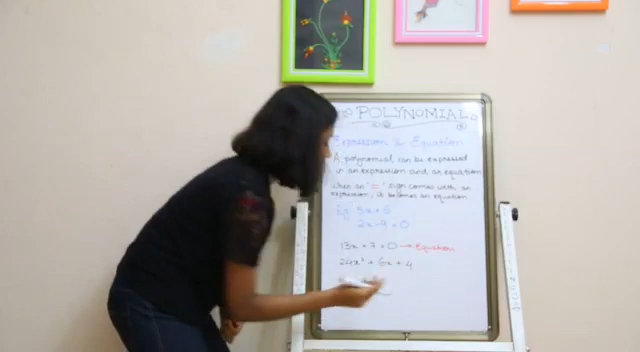 POLYNOMIAL
Expression & Equation
A polynomial can be expressed
in an expression and an equation
When an "=" sign comes with an
expression, it becomes an equation
Eg: 5x+6
2x-9=0
13x+7=0 → Equation
24x² + 6x + 4